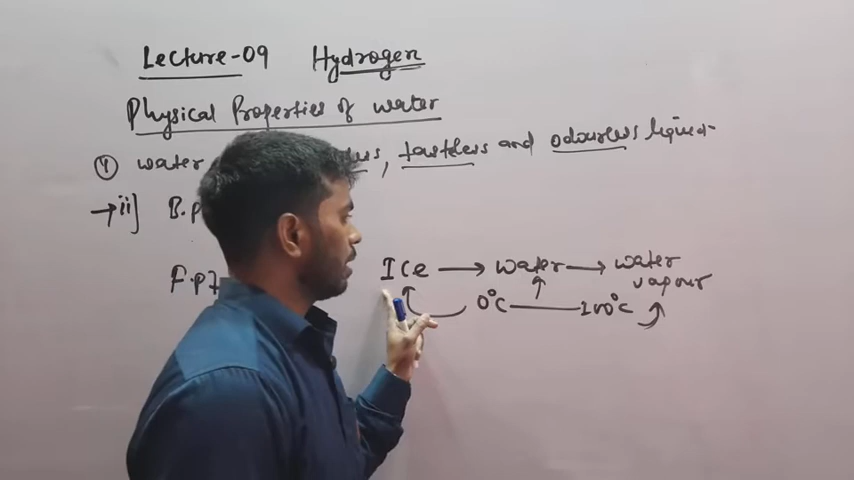 Lecture-09 Hydrogen
Physical Properties of water
① water , tasteless and odourless liquid
→ii] B.p
F.p
ICe → water → water vapour
0°C — 100°C